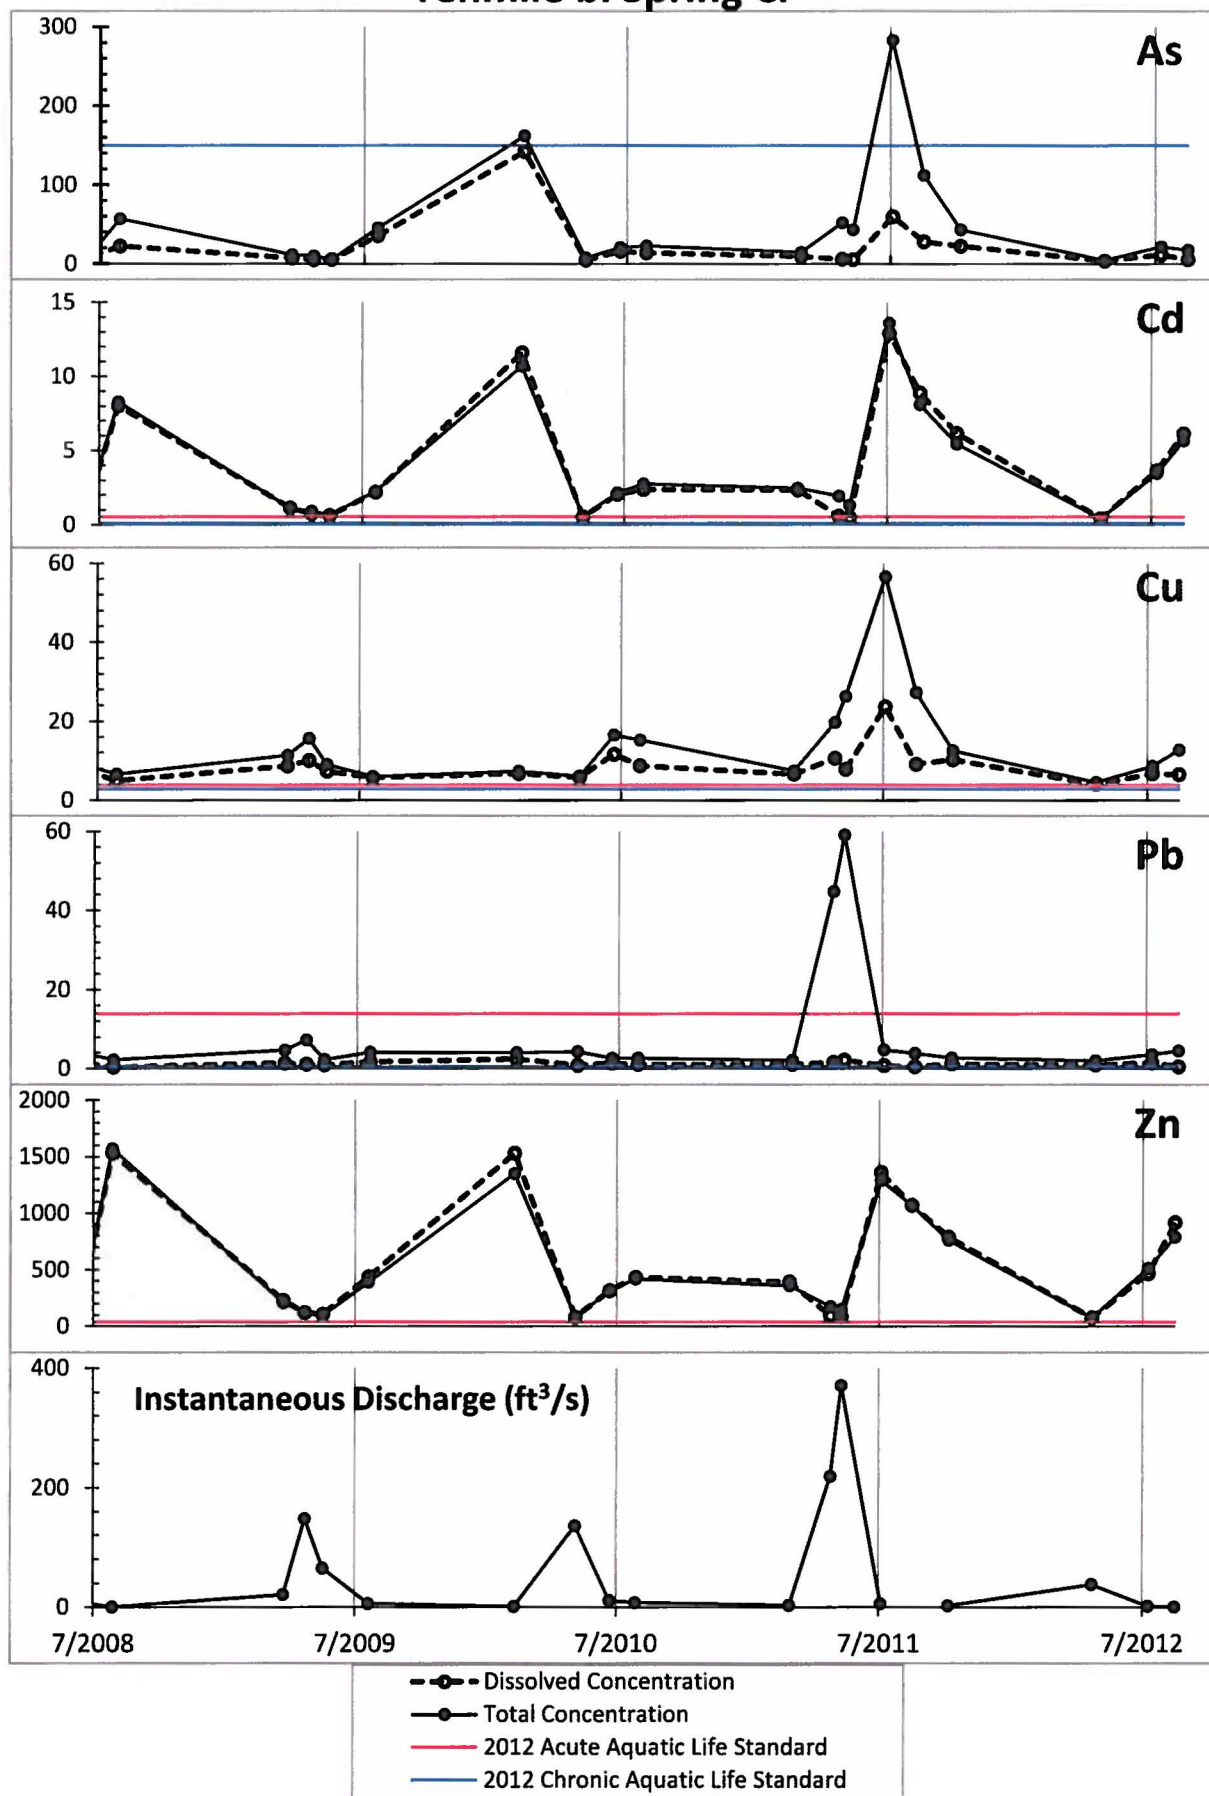 300
As
200
100
0
15
Cd
10
5
0
60
Cu
40
20
0
60
Pb
40
20
0
2000
Zn
1500
1000
500
0
400
Instantaneous Discharge (ft³/s)
200
0
7/2008 7/2009 7/2010 7/2011 7/2012
Dissolved Concentration
Total Concentration
2012 Acute Aquatic Life Standard
2012 Chronic Aquatic Life Standard